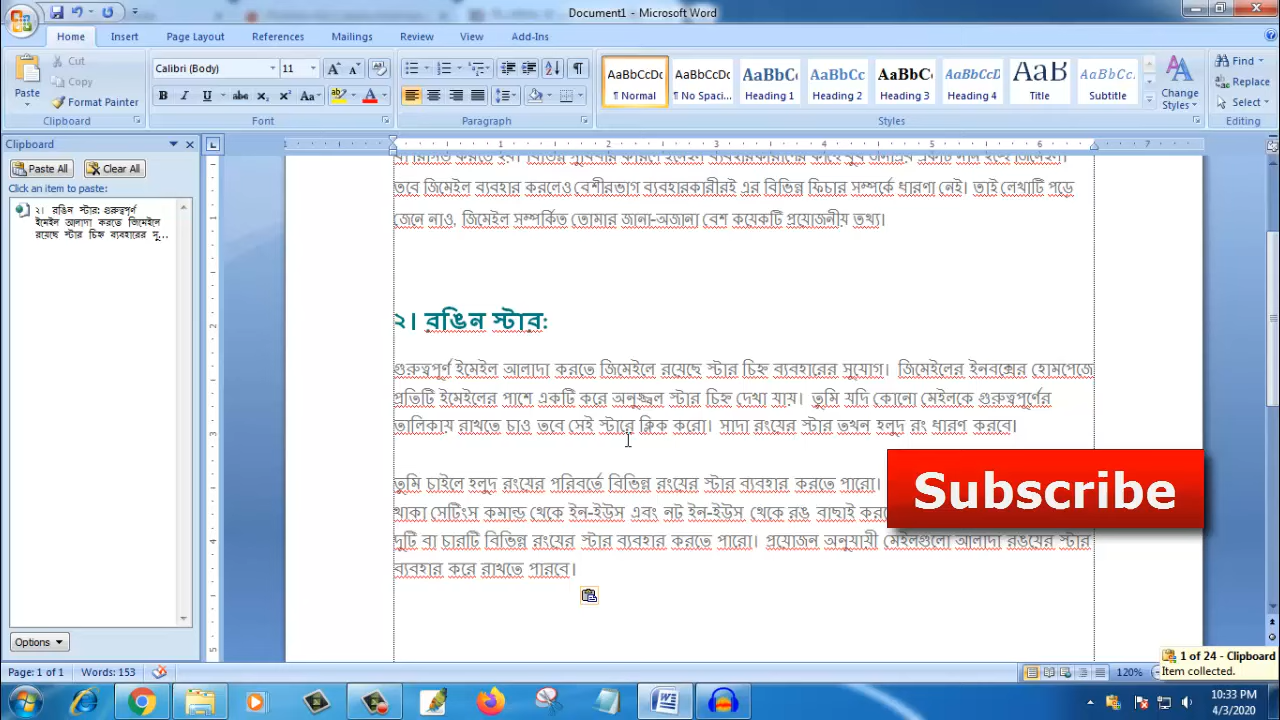 Document1 - Microsoft Word
Home Insert Page Layout References Mailings Review View Add-Ins
Paste Cut Copy Format Painter
Calibri (Body) 11
AaBbCcDc AaBbCcDc AaBbC AaBbCc AaBbCc AaBbCcD AaB AaBbCcD
¶ Normal ¶ No Spaci... Heading 1 Heading 2 Heading 3 Heading 4 Title Subtitle
Change Styles
Find Replace Select
Clipboard Font Paragraph Styles Editing
Clipboard
Paste All Clear All
Click an item to paste:
২। রঙিন স্টার: গুরুত্বপূর্ণ
ইমেইল আলাদা করতে জিমেইলে
রয়েছে স্টার চিহ্ন ব্যবহারের সু...
তবে জিমেইল ব্যবহার করলেও বেশীরভাগ ব্যবহারকারীরই এর বিভিন্ন ফিচার সম্পর্কে ধারণা নেই। তাই লেখাটি পড়ে
জেনে নাও, জিমেইল সম্পর্কিত তোমার জানা-অজানা বেশ কয়েকটি প্রয়োজনীয় তথ্য।
২। রঙিন স্টার:
গুরুত্বপূর্ণ ইমেইল আলাদা করতে জিমেইলে রয়েছে স্টার চিহ্ন ব্যবহারের সুযোগ। জিমেইলের ইনবক্সের হোমপেজে
প্রতিটি ইমেইলের পাশে একটি করে অনুজ্জ্বল স্টার চিহ্ন দেখা যায়। তুমি যদি কোনো মেইলকে গুরুত্বপূর্ণের
তালিকায় রাখতে চাও তবে সেই স্টারে ক্লিক করো। সাদা রংয়ের স্টার তখন হলুদ রং ধারণ করবে।
তুমি চাইলে হলুদ রংয়ের পরিবর্তে বিভিন্ন রংয়ের স্টার ব্যবহার করতে পারো।
থাকা সেটিংস কমান্ড থেকে ইন-ইউস এবং নট ইন-ইউস থেকে রঙ বাছাই
দুটি বা চারটি বিভিন্ন রংয়ের স্টার ব্যবহার করতে পারো। প্রয়োজন অনুযায়ী মেইলগুলো আলাদা রঙয়ের স্টার
ব্যবহার করে রাখতে পারবে।
Subscribe
Options
1 of 24 - Clipboard
Item collected.
Page: 1 of 1 Words: 153 120%
10:33 PM
4/3/2020